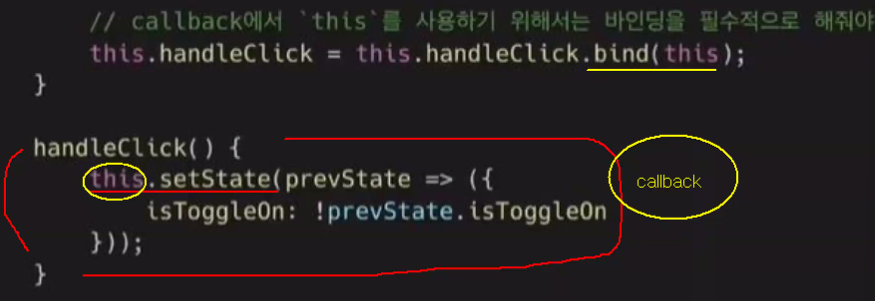 // callback에서 `this`를 사용하기 위해서는 바인딩을 필수적으로 해줘야
this.handleClick = this.handleClick.bind(this);
}
handleClick() {
this.setState(prevState => ({
callback
isToggleOn: !prevState.isToggleOn
}));
}